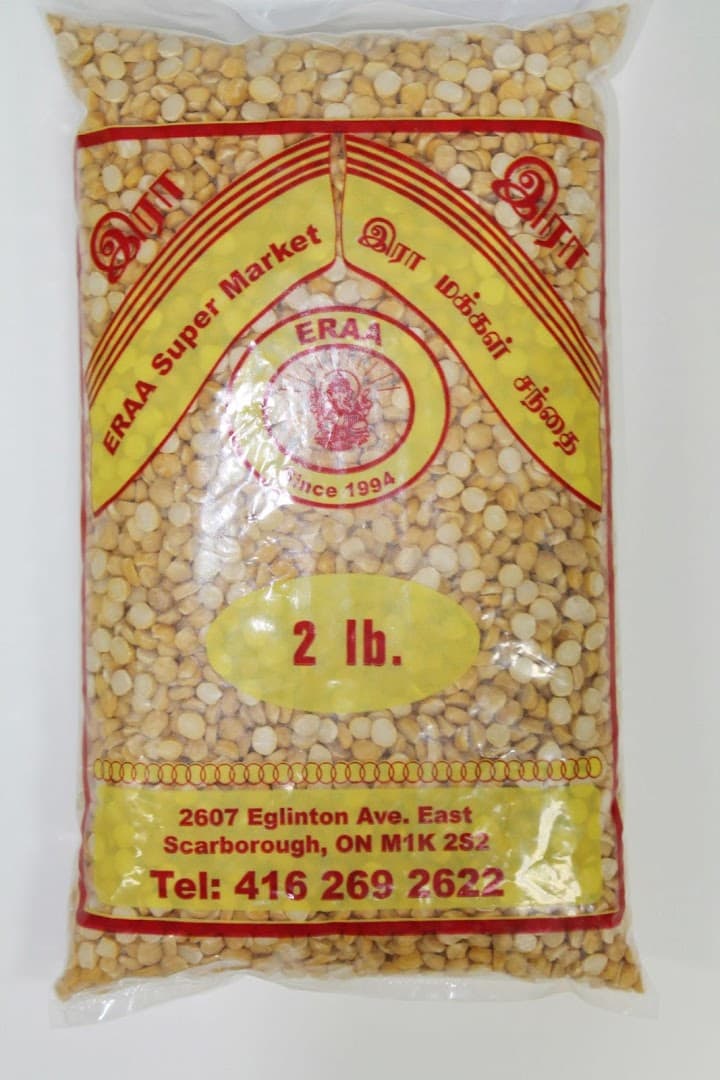 இரா
இரா
ERAA Super Market
இரா மக்கள் சந்தை
ERAA
Since 1994
2 lb.
2607 Eglinton Ave. East
Scarborough, ON M1K 2S2
Tel: 416 269 2622